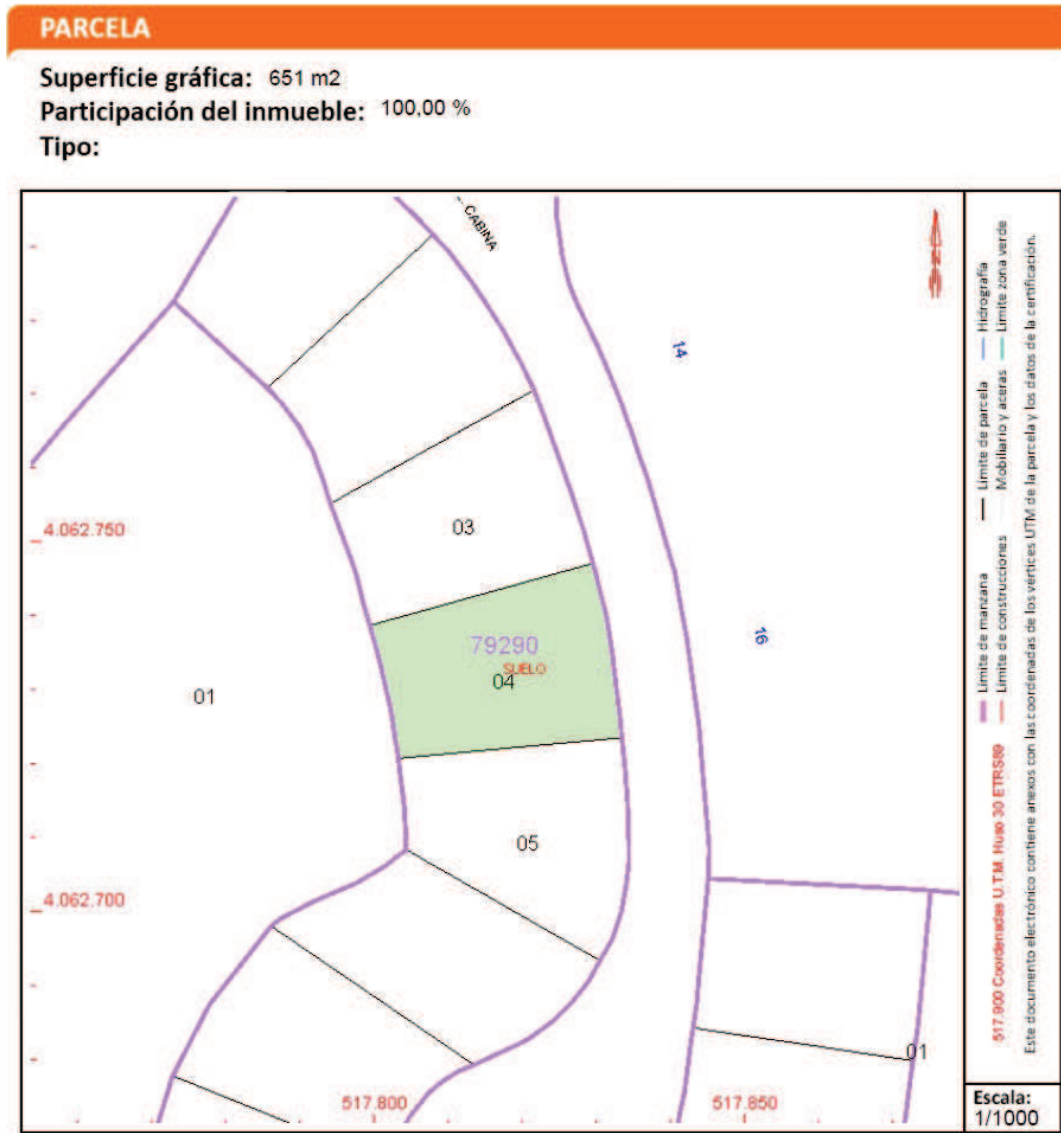 PARCELA
Superficie gráfica: 651 m2
Participación del inmueble: 100,00 %
Tipo:
CABINA
14
4.062.750
03
79290
SUELO
04
16
01
05
4.062.700
01
517.800
517.850
Límite de manzana
Límite de parcela
Hidrografía
Límite de construcciones
Mobiliario y aceras
Límite zona verde
517.900 Coordenadas U.T.M. Huso 30 ETRS89
Este documento electrónico contiene anexos con las coordenadas de los vértices UTM de la parcela y los datos de la certificación.
Escala:
1/1000